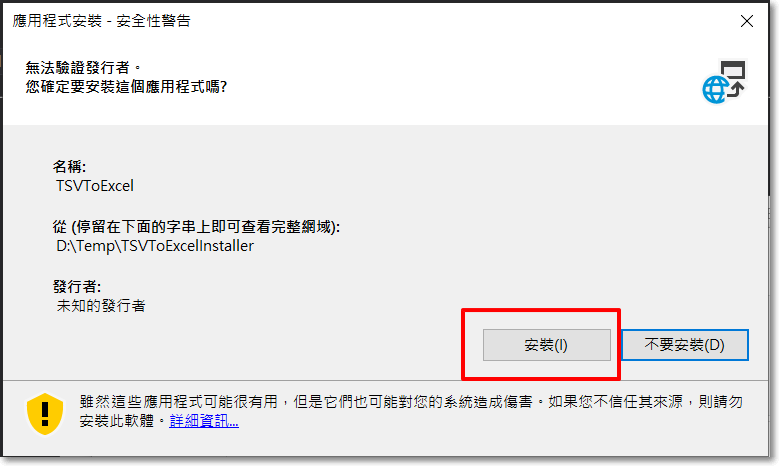 應用程式安裝 - 安全性警告
無法驗證發行者。
您確定要安裝這個應用程式嗎?
名稱:
TSVToExcel
從 (停留在下面的字串上即可查看完整網域):
D:\Temp\TSVToExcelInstaller
發行者:
未知的發行者
安裝(I)
不要安裝(D)
雖然這些應用程式可能很有用，但是它們也可能對您的系統造成傷害。如果您不信任其來源，則請勿
安裝此軟體。詳細資訊...